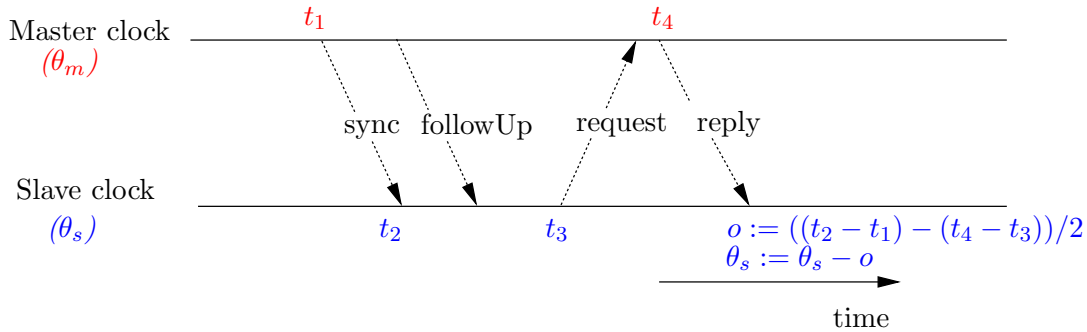 t₁ t₄
Master clock
(θₘ)
sync followUp request reply
Slave clock
(θₛ) t₂ t₃ o := ((t₂ − t₁) − (t₄ − t₃))/2
θₛ := θₛ − o
time